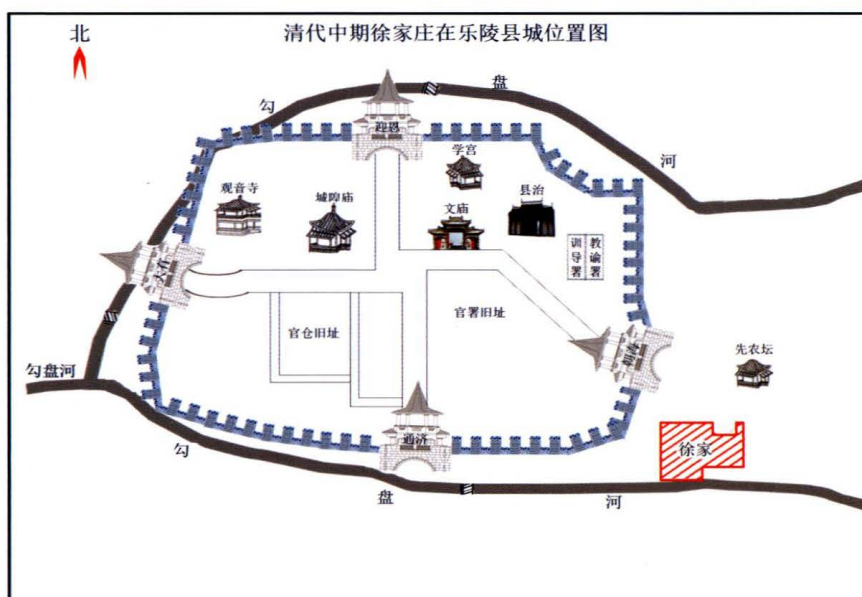 清代中期徐家庄在乐陵县城位置图
北
勾
盘
河
迎恩
学宫
观音寺
城隍庙
文庙
县治
训导署
教谕署
大有
官仓旧址
官署旧址
先农坛
勾盘河
通济
徐家
勾
盘
河